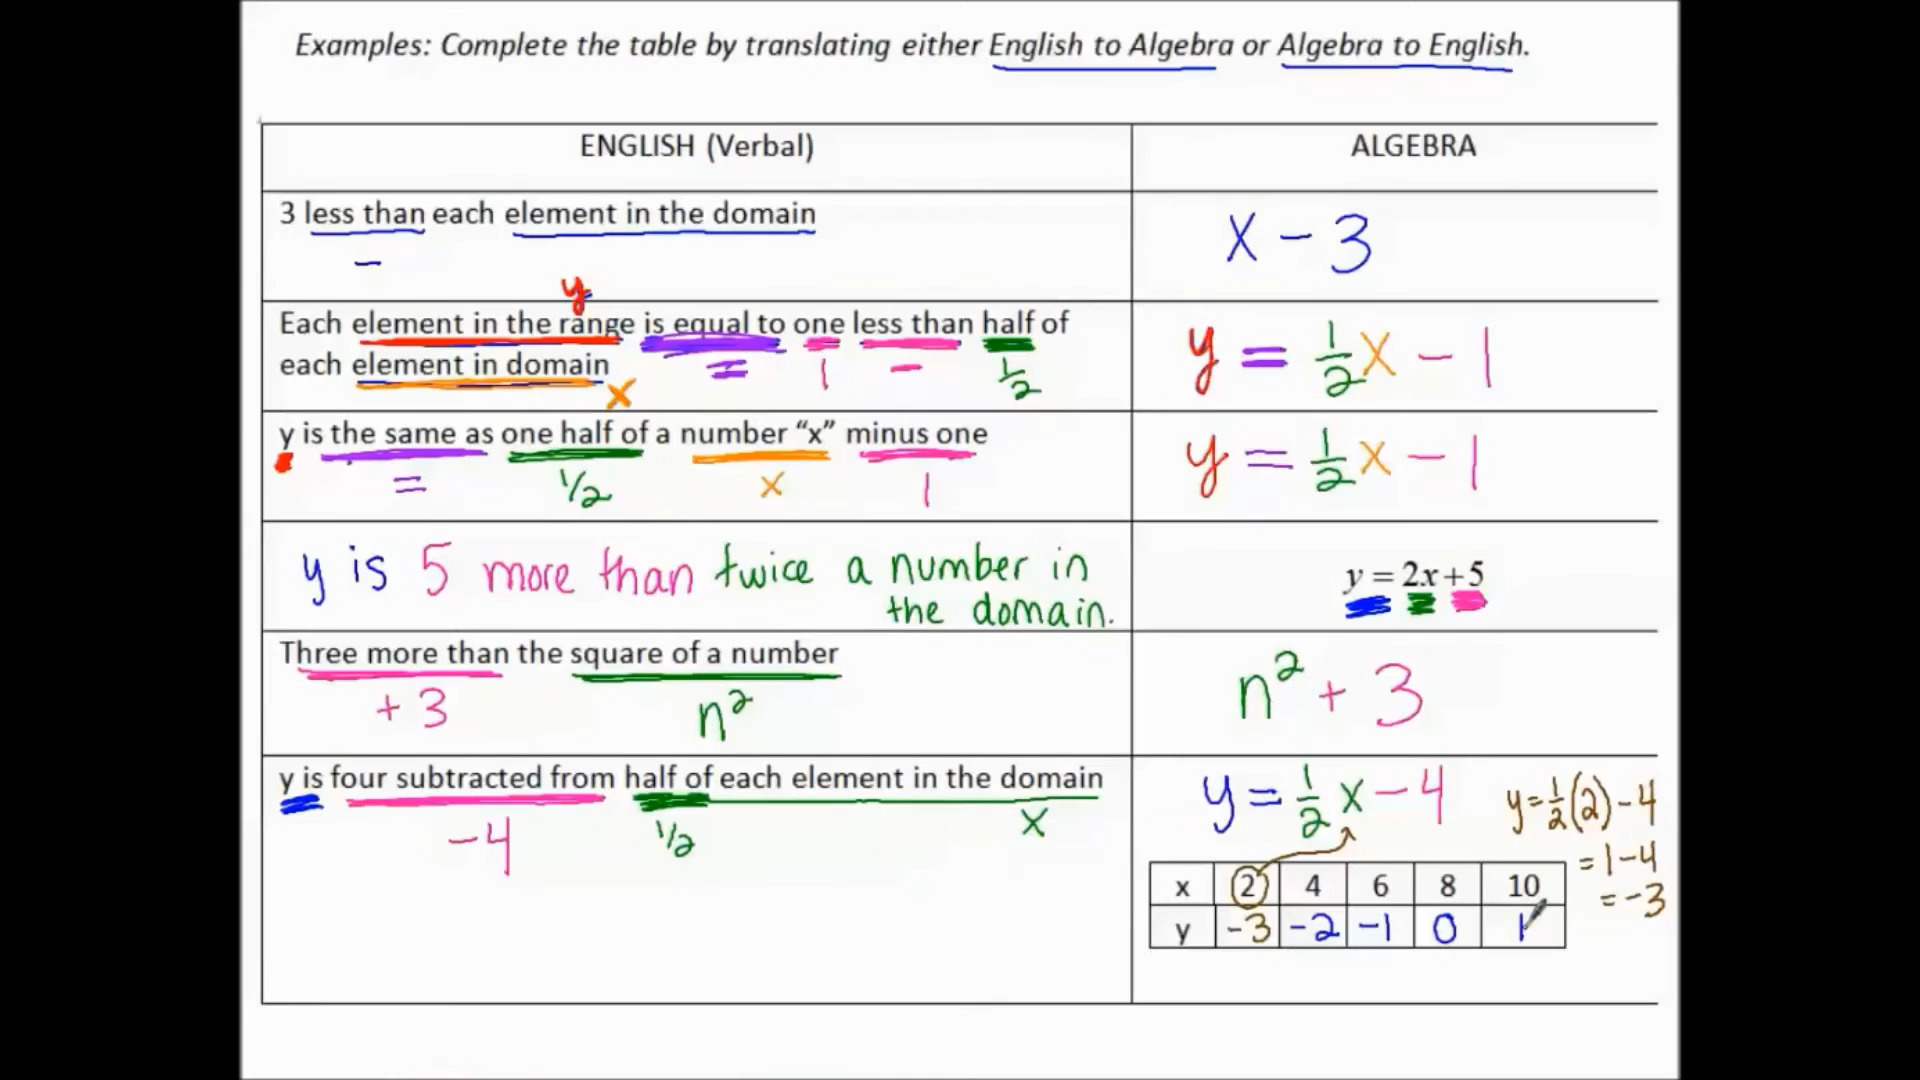 Examples: Complete the table by translating either English to Algebra or Algebra to English.
ENGLISH (Verbal)
ALGEBRA
3 less than each element in the domain
−
x − 3
y
Each element in the range is equal to one less than half of
each element in domain
x = 1 − 1/2
y = 1/2 x − 1
y is the same as one half of a number “x” minus one
= 1/2 x 1
y = 1/2 x − 1
y is 5 more than twice a number in
the domain.
y = 2x+5
Three more than the square of a number
+ 3 n²
n² + 3
y is four subtracted from half of each element in the domain
−4 1/2 x
y = 1/2 x − 4
y = 1/2 (2) − 4
= 1 − 4
= −3
x 2 4 6 8 10
y −3 −2 −1 0 1